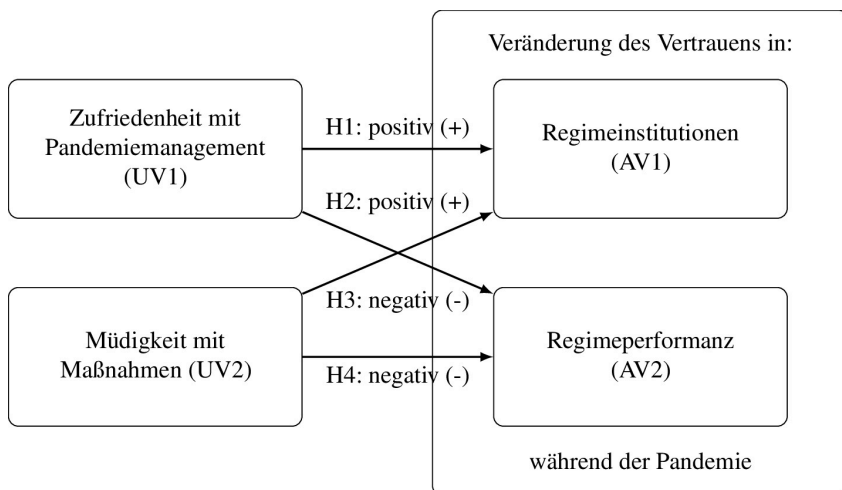 Veränderung des Vertrauens in:
Zufriedenheit mit
Pandemiemanagement
(UV1)
H1: positiv (+)
Regimeinstitutionen
(AV1)
H2: positiv (+)
H3: negativ (-)
Müdigkeit mit
Maßnahmen (UV2)
H4: negativ (-)
Regimeperformanz
(AV2)
während der Pandemie